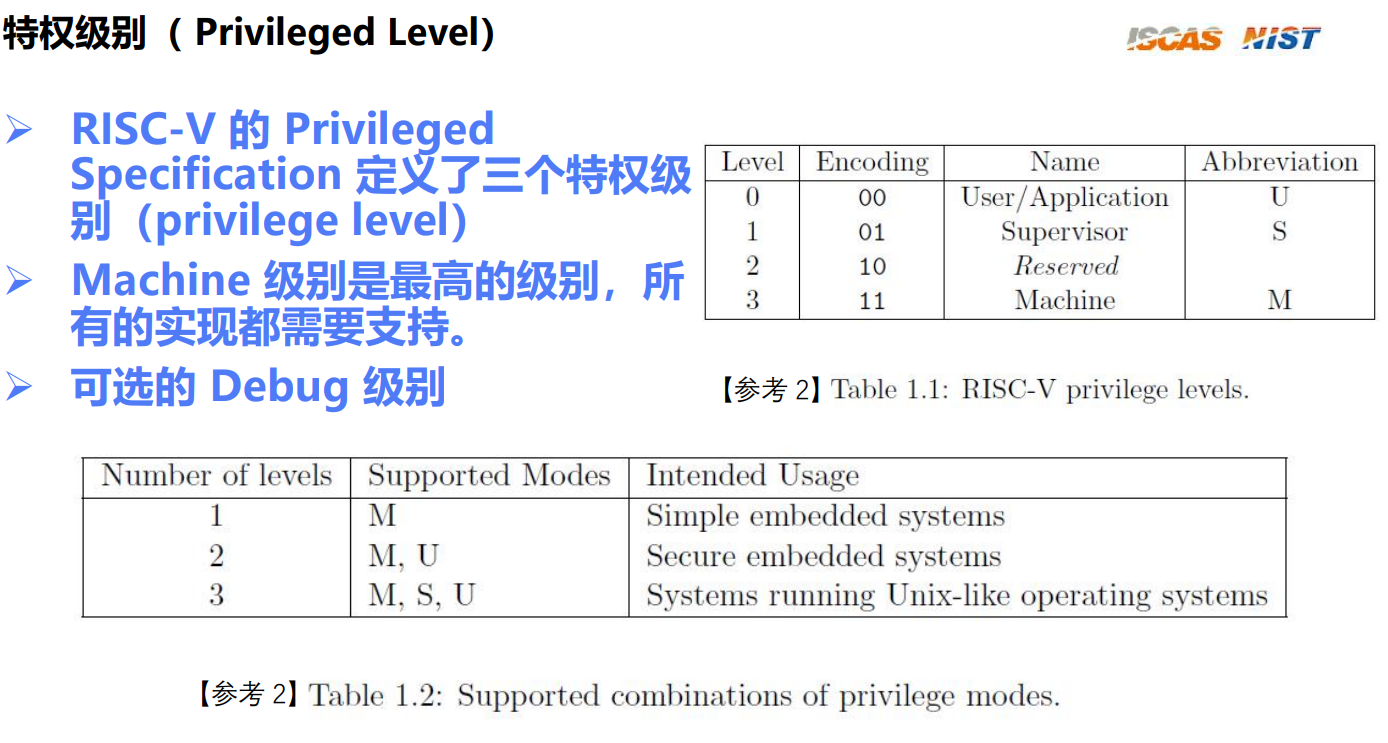 特权级别（ Privileged Level）
ISCAS NIST
➢ RISC-V 的 Privileged
Specification 定义了三个特权级
别（privilege level）
➢ Machine 级别是最高的级别，所
有的实现都需要支持。
➢ 可选的 Debug 级别
Level Encoding Name Abbreviation
0 00 User/Application U
1 01 Supervisor S
2 10 Reserved
3 11 Machine M
【参考 2】Table 1.1: RISC-V privilege levels.
Number of levels Supported Modes Intended Usage
1 M Simple embedded systems
2 M, U Secure embedded systems
3 M, S, U Systems running Unix-like operating systems
【参考 2】Table 1.2: Supported combinations of privilege modes.